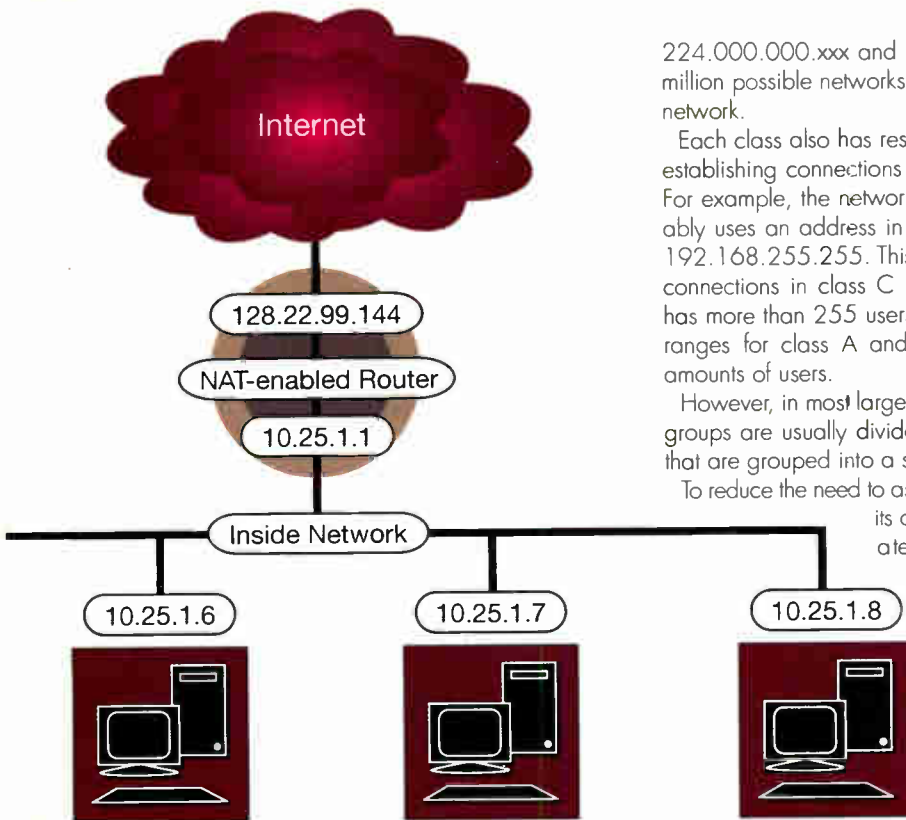 Internet
128.22.99.144
NAT-enabled Router
10.25.1.1
Inside Network
10.25.1.6
10.25.1.7
10.25.1.8
224.000.000.xxx and
million possible networks
network.
Each class also has res
establishing connections
For example, the networ
ably uses an address in
192.168.255.255. This
connections in class C
has more than 255 user
ranges for class A and
amounts of users.
However, in most large
groups are usually divide
that are grouped into a s
To reduce the need to as
its c
ate